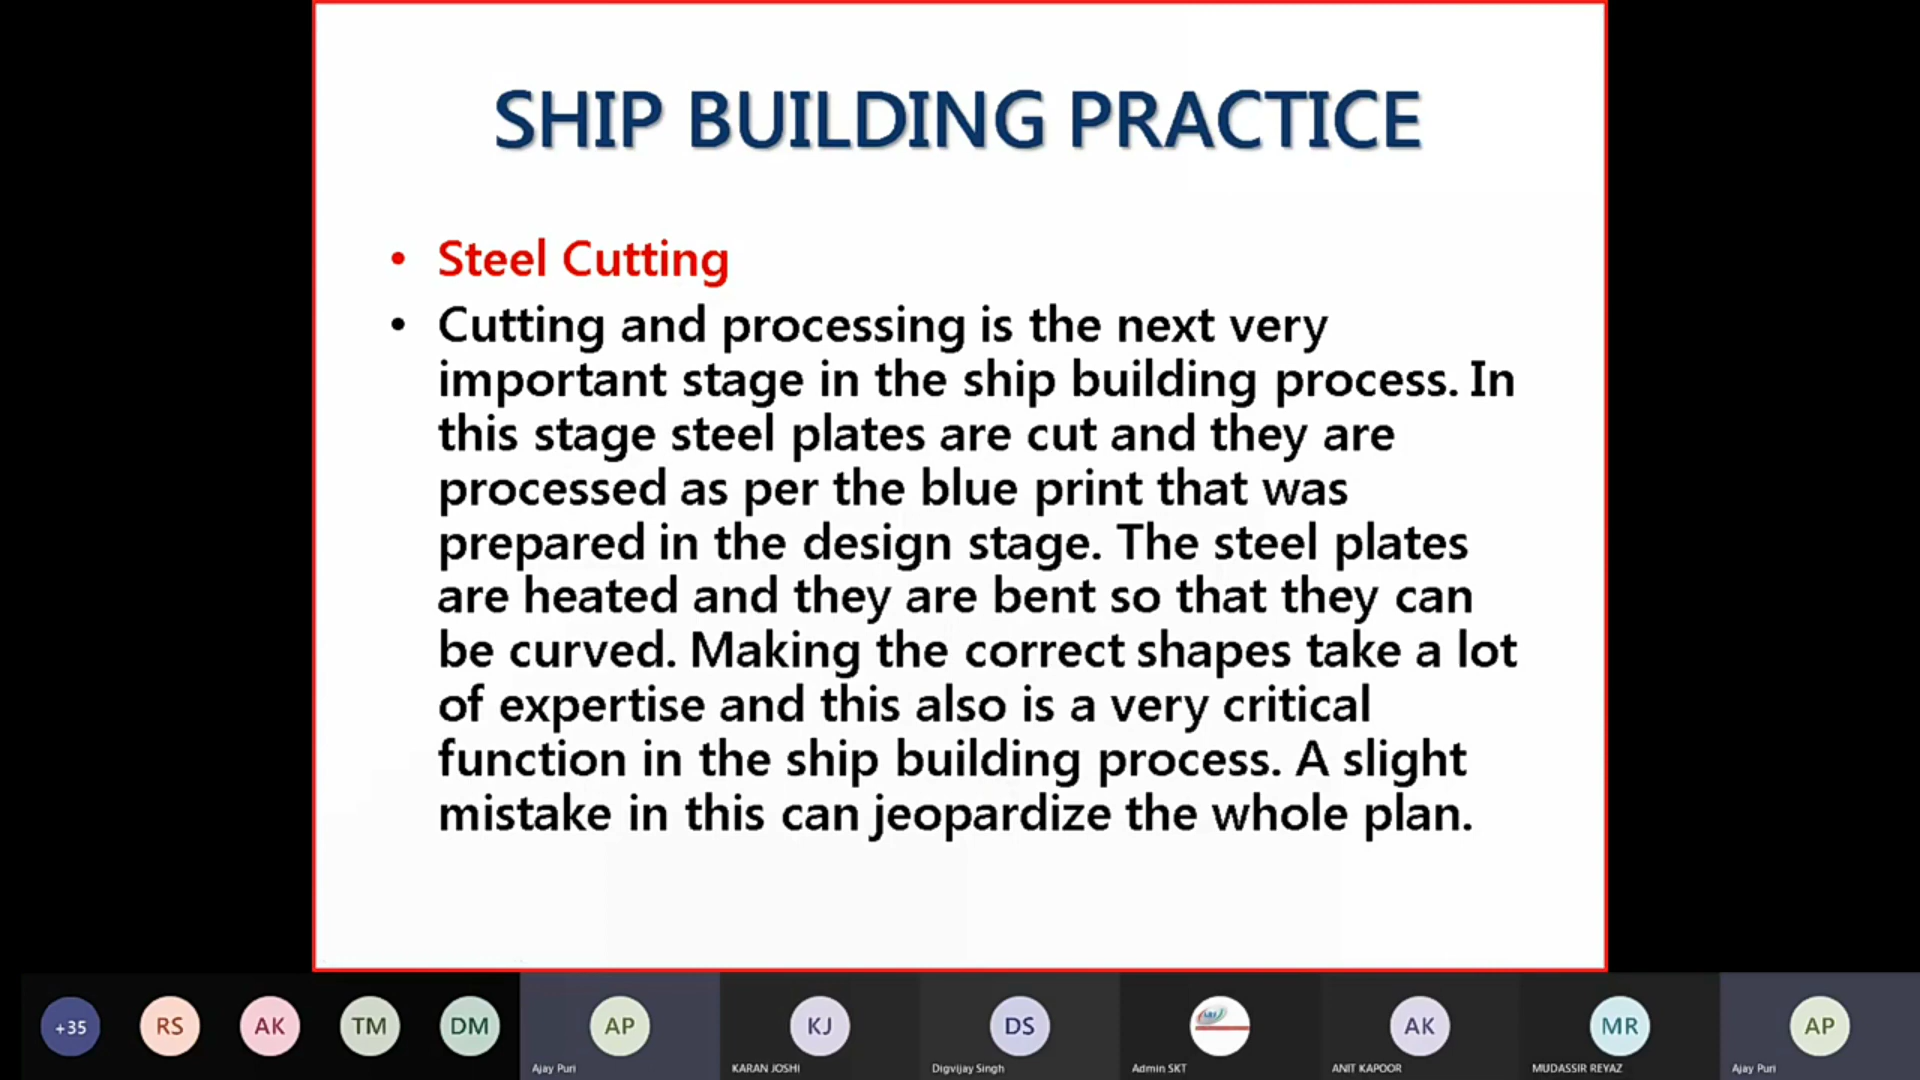 SHIP BUILDING PRACTICE
• Steel Cutting
• Cutting and processing is the next very
important stage in the ship building process. In
this stage steel plates are cut and they are
processed as per the blue print that was
prepared in the design stage. The steel plates
are heated and they are bent so that they can
be curved. Making the correct shapes take a lot
of expertise and this also is a very critical
function in the ship building process. A slight
mistake in this can jeopardize the whole plan.
+35 RS AK TM DM AP KJ DS AK MR AP
Ajay Puri KARAN JOSHI Digvijay Singh Admin SKT ANIT KAPOOR MUDASSIR REYAZ Ajay Puri